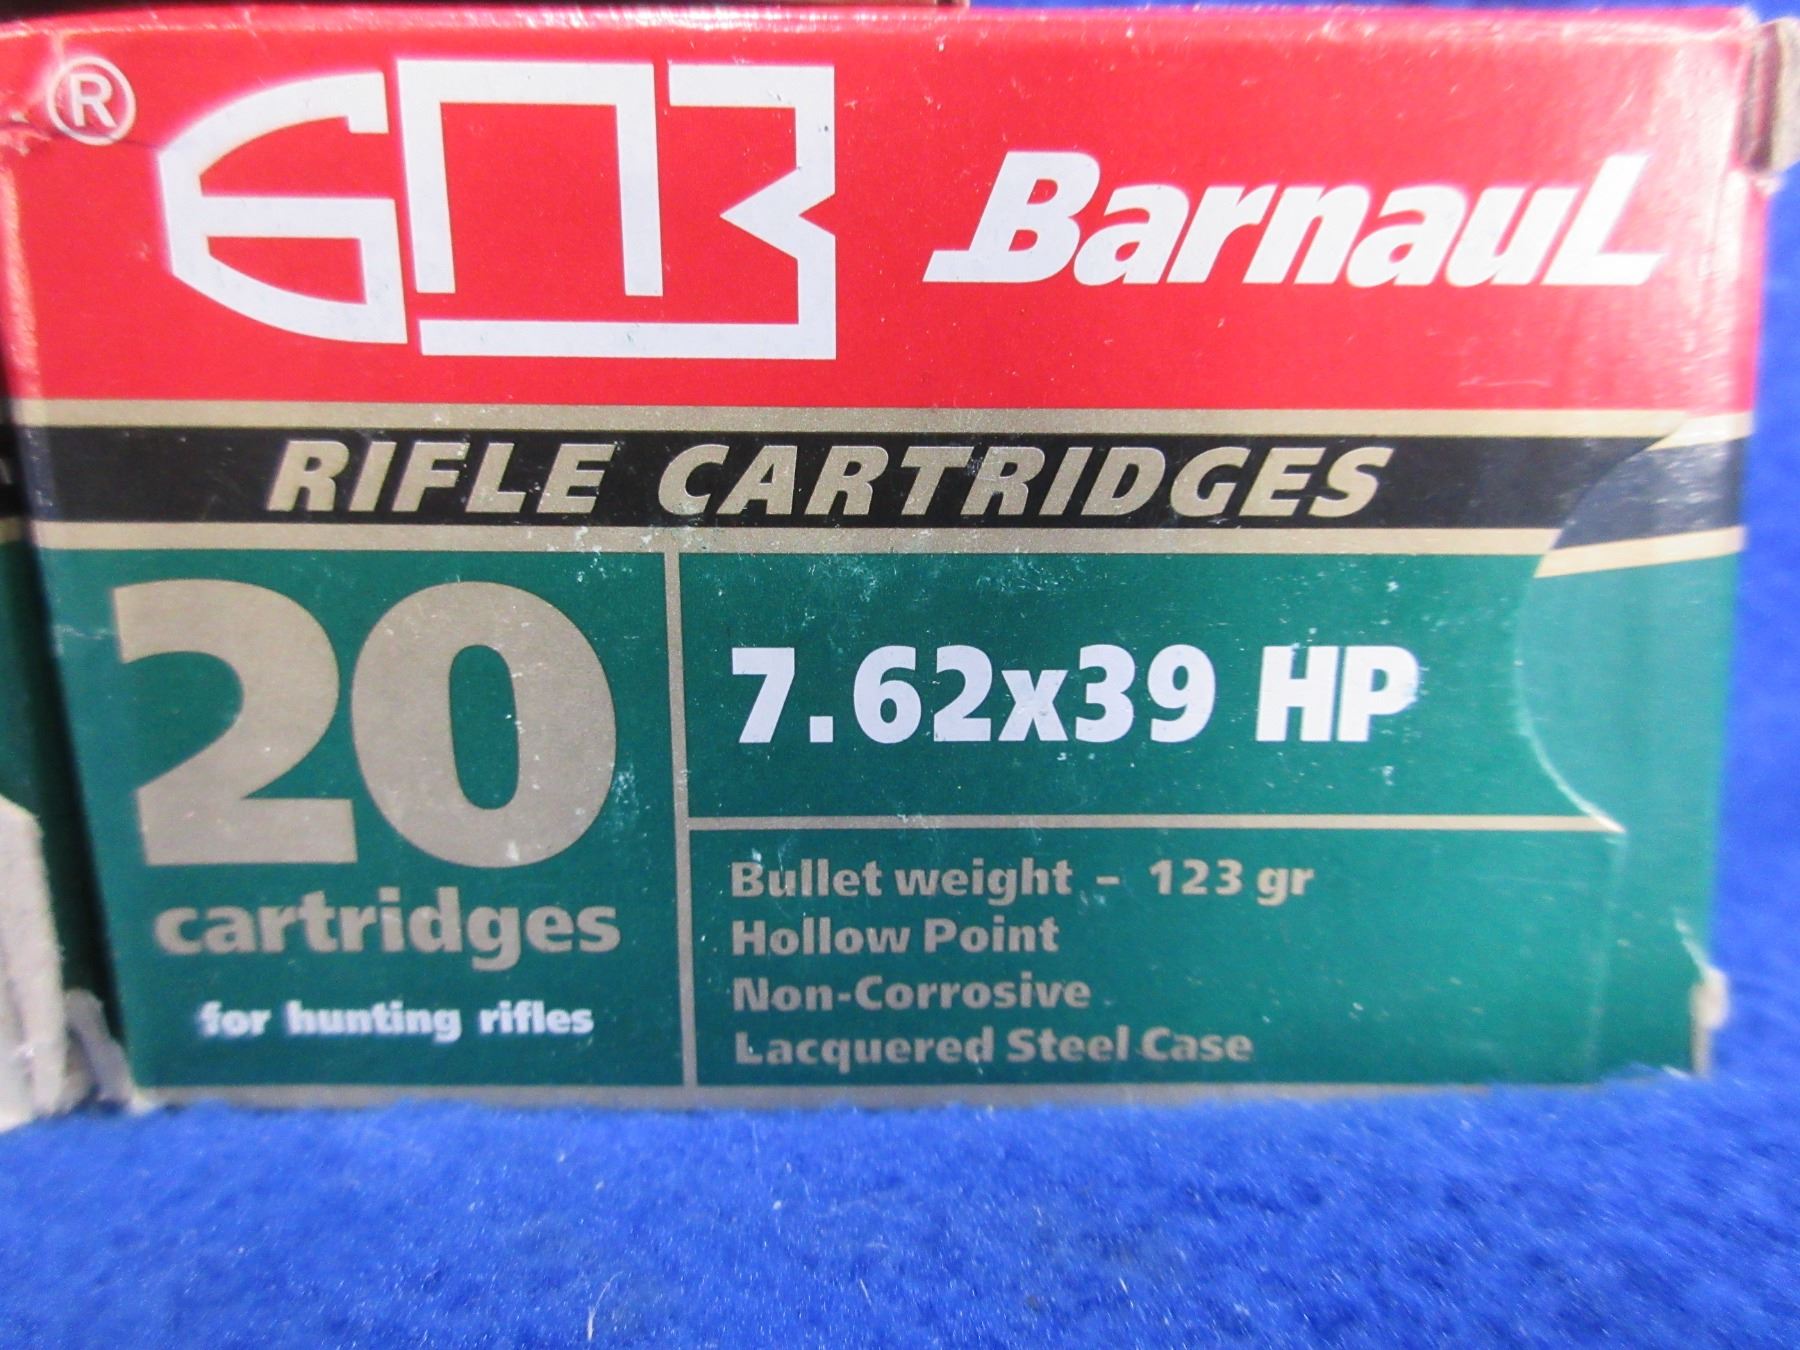 ® БПЗ Barnaul
RIFLE CARTRIDGES
20
cartridges
for hunting rifles
7.62x39 HP
Bullet weight - 123 gr
Hollow Point
Non-Corrosive
Lacquered Steel Case